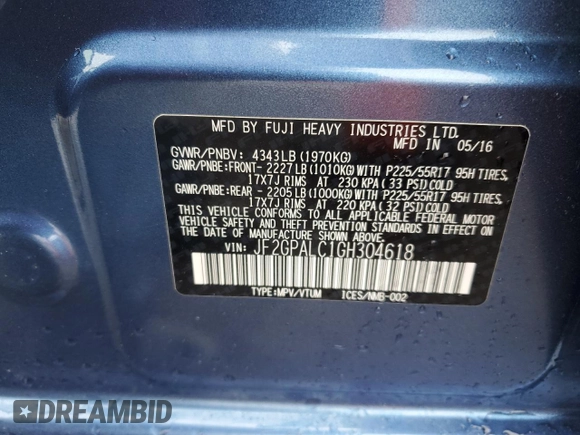 MFD BY FUJI HEAVY INDUSTRIES LTD.
MFD IN 05/16
GVWR/PNBV: 4343LB (1970KG)
GAWR/PNBE:FRONT- 2227LB(1010KG)WITH P225/55R17 95H TIRES,
17X7J RIMS AT 230 KPA(33 PSI)COLD
GAWR/PNBE:REAR - 2205LB(1000KG)WITH P225/55R17 95H TIRES,
17X7J RIMS AT 220 KPA(32 PSI)COLD
THIS VEHICLE CONFORMS TO ALL APPLICABLE FEDERAL MOTOR
VEHICLE SAFETY AND THEFT PREVENTION STANDARDS IN EFFECT ON
THE DATE OF MANUFACTURE SHOWN ABOVE.
VIN: JF2GPALC1GH304618
TYPE:MPV/VTUM ICES/NMB-002
DREAMBID